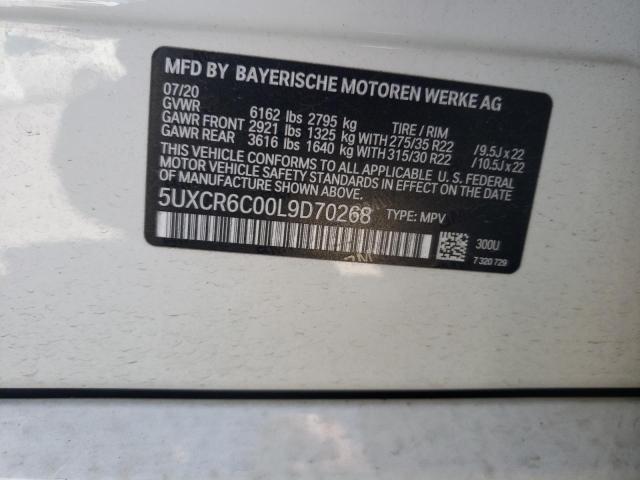 MFD BY BAYERISCHE MOTOREN WERKE AG
07/20
GVWR 6162 lbs 2795 kg TIRE / RIM
GAWR FRONT 2921 lbs 1325 kg WITH 275/35 R22 /9.5J x 22
GAWR REAR 3616 lbs 1640 kg WITH 315/30 R22 /10.5J x 22
THIS VEHICLE CONFORMS TO ALL APPLICABLE U. S. FEDERAL
MOTOR VEHICLE SAFETY STANDARDS IN EFFECT ON THE DATE
OF MANUFACTURE SHOWN ABOVE.
5UXCR6C00L9D70268 TYPE: MPV
300U
7 320 729